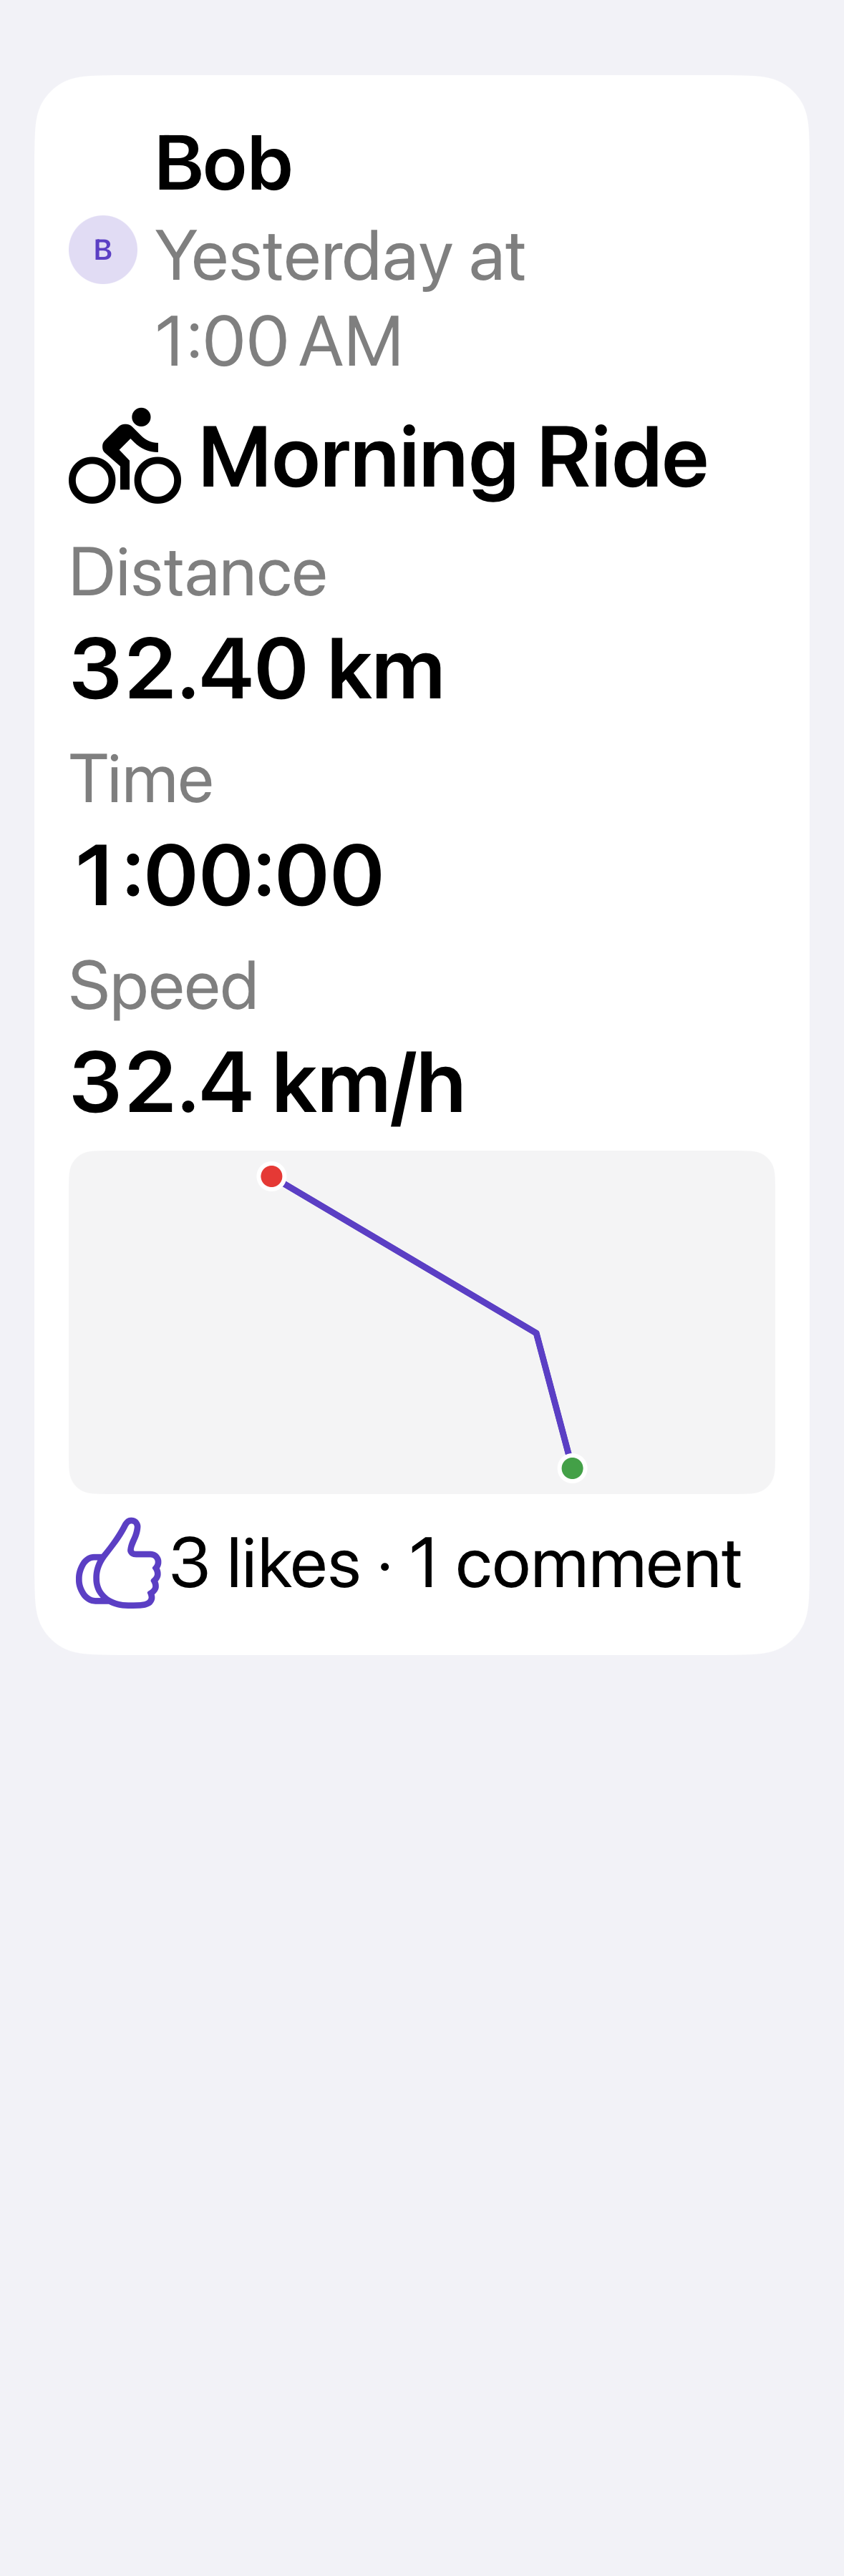 Bob
B
Yesterday at
1:00 AM
Morning Ride
Distance
32.40 km
Time
1:00:00
Speed
32.4 km/h
3 likes · 1 comment